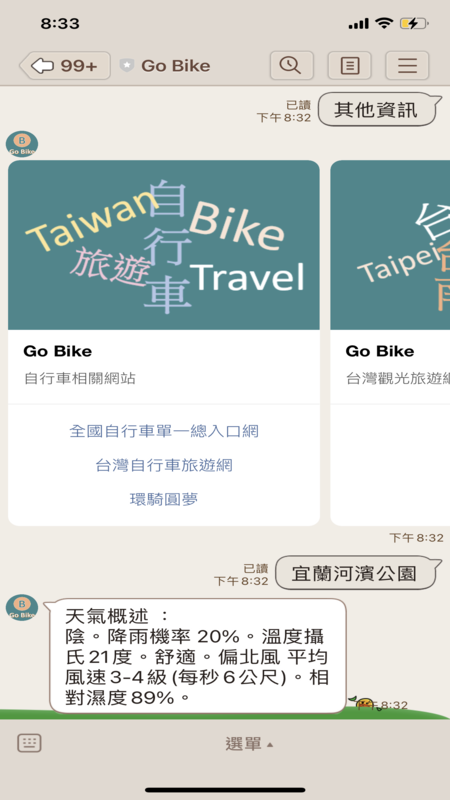 8:33
99+
Go Bike
已讀
下午 8:32
其他資訊
B
Go Bike
Taiwan
自行車
Bike
旅遊
Travel
Taipei
台
Go Bike
自行車相關網站
Go Bike
台灣觀光旅遊
全國自行車單一總入口網
台灣自行車旅遊網
環騎圓夢
下午 8:32
已讀
下午 8:32
宜蘭河濱公園
B
Go Bike
天氣概述 ：
陰。降雨機率 20%。溫度攝
氏21度。舒適。偏北風 平均
風速3-4級(每秒6公尺)。相
對濕度89%。
下午 8:32
選單